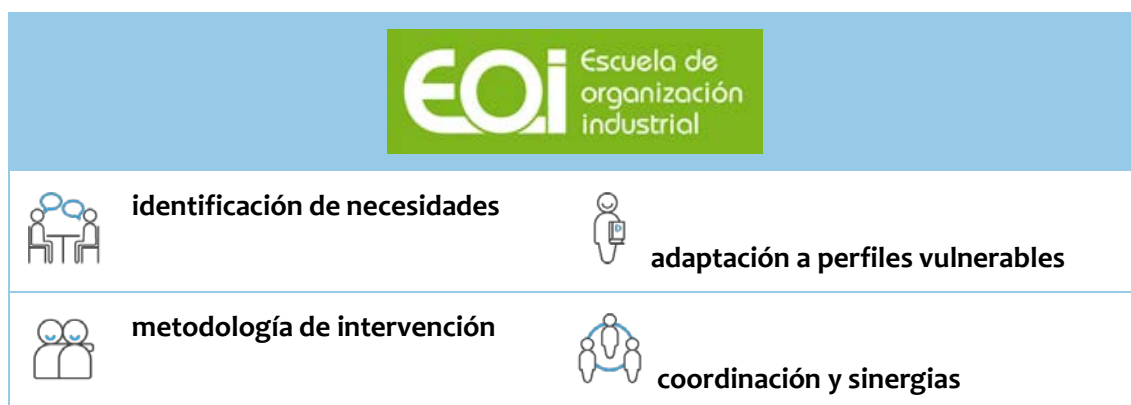 EOi Escuela de
organización
industrial
identificación de necesidades
adaptación a perfiles vulnerables
metodología de intervención
coordinación y sinergias